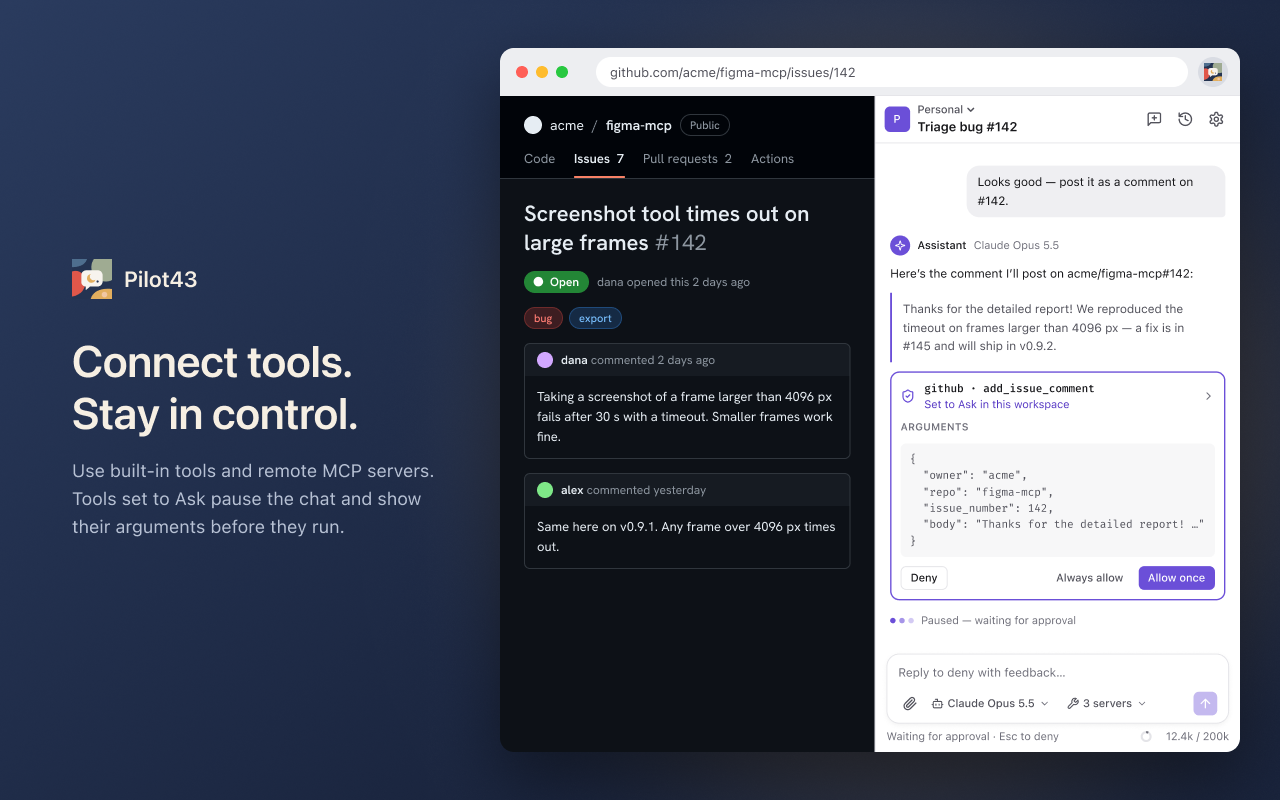 Pilot43
Connect tools.
Stay in control.
Use built-in tools and remote MCP servers.
Tools set to Ask pause the chat and show
their arguments before they run.
github.com/acme/figma-mcp/issues/142
acme / figma-mcp Public
Code Issues 7 Pull requests 2 Actions
Screenshot tool times out on
large frames #142
Open dana opened this 2 days ago
bug export
dana commented 2 days ago
Taking a screenshot of a frame larger than 4096 px
fails after 30 s with a timeout. Smaller frames work
fine.
alex commented yesterday
Same here on v0.9.1. Any frame over 4096 px times
out.
P
Personal
Triage bug #142
Looks good — post it as a comment on
#142.
Assistant Claude Opus 5.5
Here’s the comment I’ll post on acme/figma-mcp#142:
Thanks for the detailed report! We reproduced the
timeout on frames larger than 4096 px — a fix is in
#145 and will ship in v0.9.2.
github · add_issue_comment
Set to Ask in this workspace
ARGUMENTS
{
"owner": "acme",
"repo": "figma-mcp",
"issue_number": 142,
"body": "Thanks for the detailed report! …"
}
Deny Always allow Allow once
Paused — waiting for approval
Reply to deny with feedback…
Claude Opus 5.5 3 servers
Waiting for approval · Esc to deny 12.4k / 200k